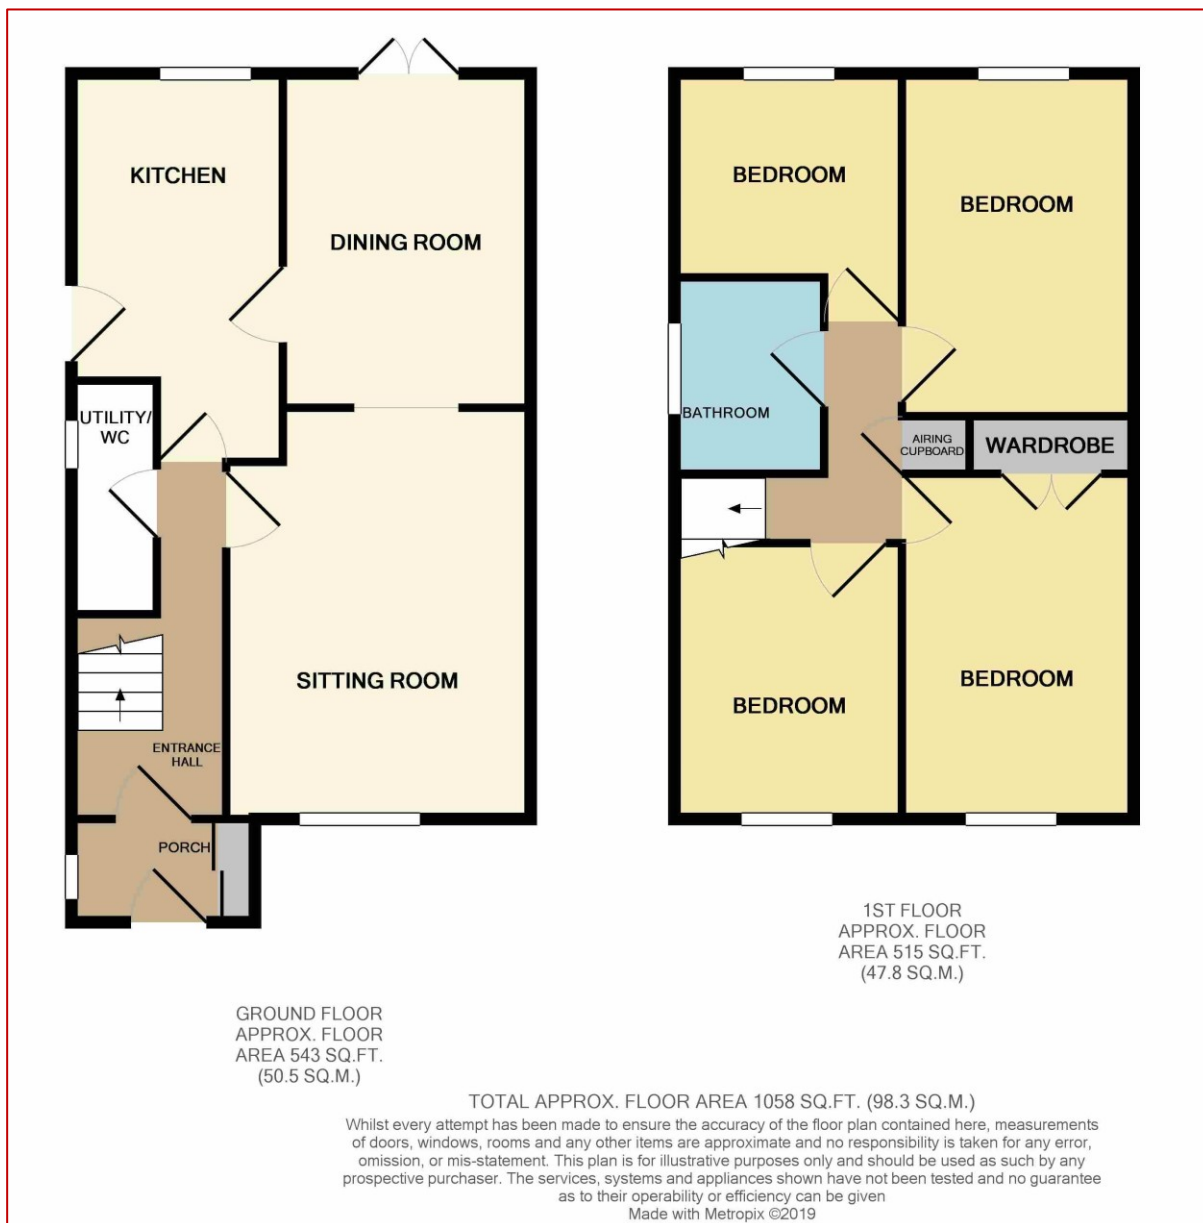 KITCHEN
DINING ROOM
UTILITY/
WC
SITTING ROOM
ENTRANCE
HALL
PORCH
BEDROOM
BEDROOM
BATHROOM
AIRING
CUPBOARD
WARDROBE
BEDROOM
BEDROOM
GROUND FLOOR
APPROX. FLOOR
AREA 543 SQ.FT.
(50.5 SQ.M.)
1ST FLOOR
APPROX. FLOOR
AREA 515 SQ.FT.
(47.8 SQ.M.)
TOTAL APPROX. FLOOR AREA 1058 SQ.FT. (98.3 SQ.M.)
Whilst every attempt has been made to ensure the accuracy of the floor plan contained here, measurements
of doors, windows, rooms and any other items are approximate and no responsibility is taken for any error,
omission, or mis-statement. This plan is for illustrative purposes only and should be used as such by any
prospective purchaser. The services, systems and appliances shown have not been tested and no guarantee
as to their operability or efficiency can be given
Made with Metropix ©2019